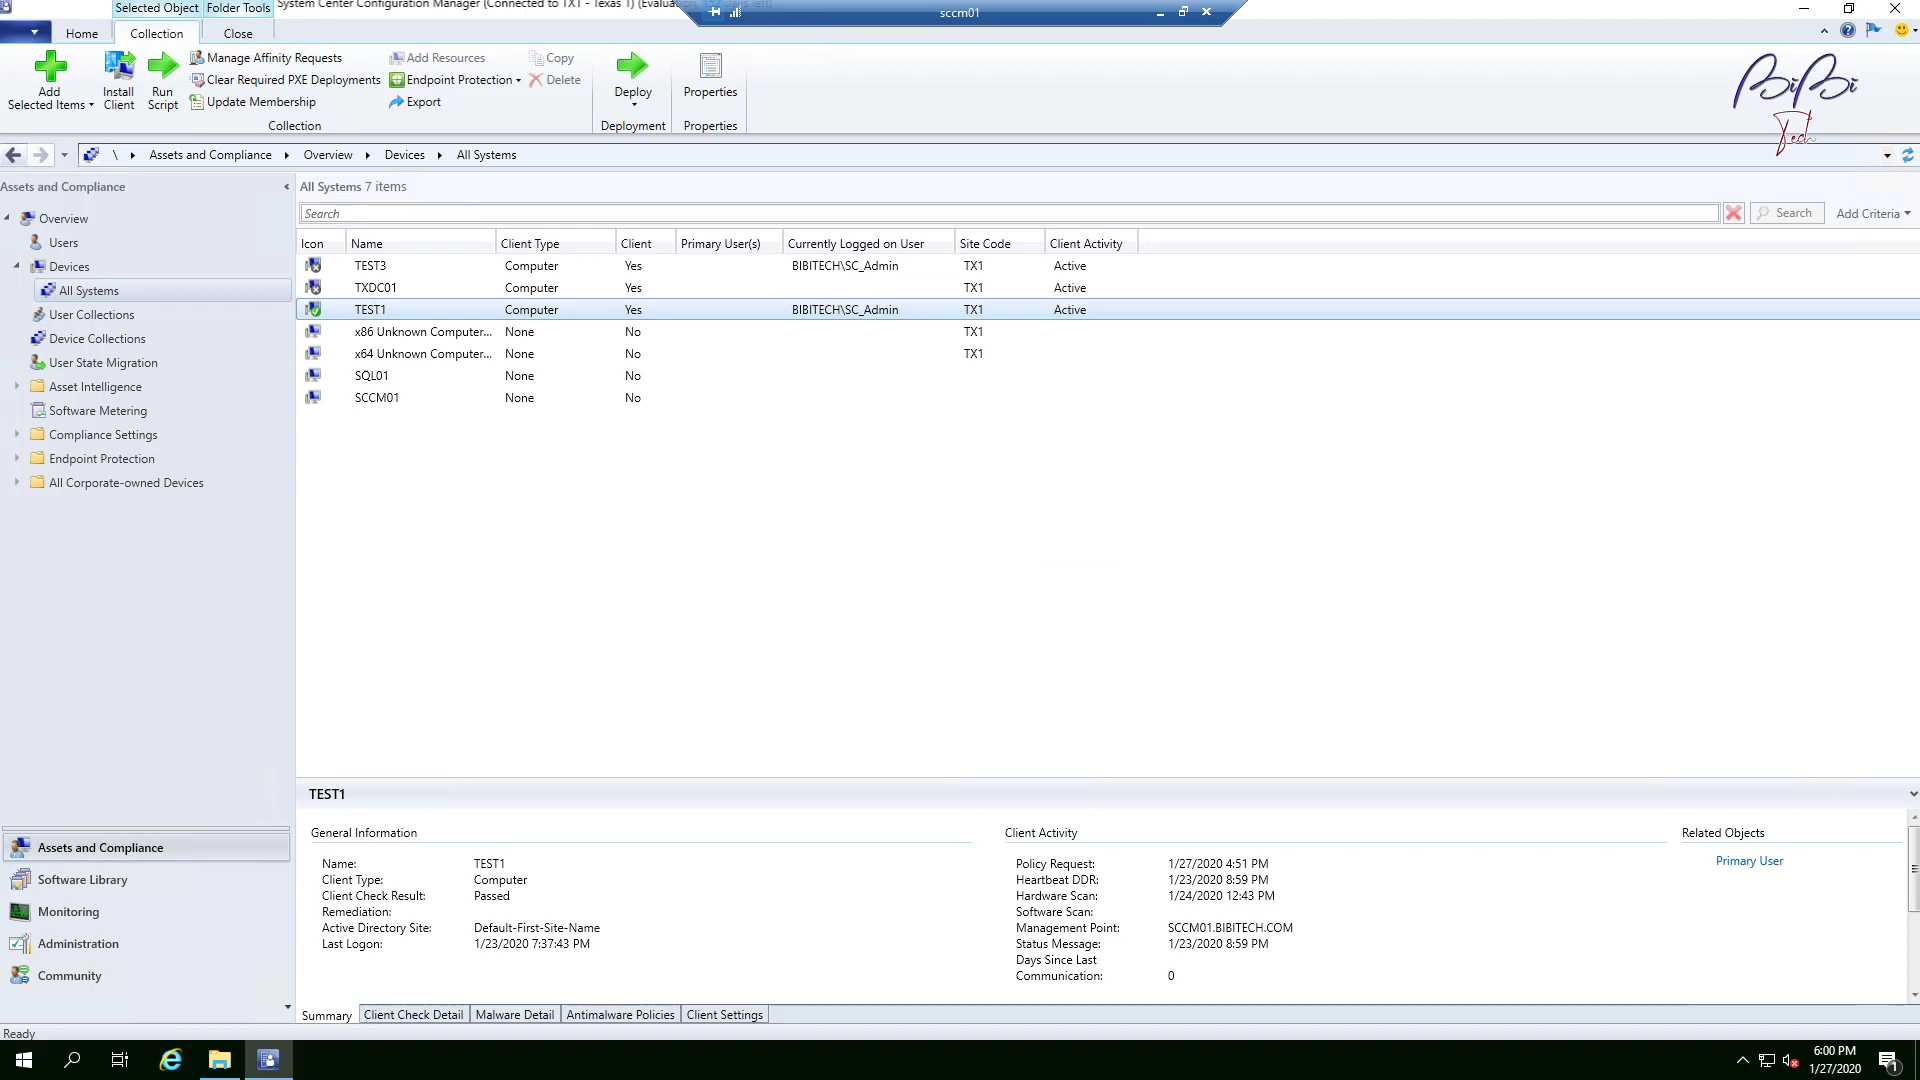 Selected Object
Folder Tools
System Center Configuration Manager (Connected to TX1 - Texas 1) (Evaluation,
sccm01
Home
Collection
Close
Add Selected Items
Install Client
Run Script
Manage Affinity Requests
Clear Required PXE Deployments
Update Membership
Add Resources
Endpoint Protection
Export
Copy
Delete
Collection
Deploy
Deployment
Properties
Properties
BiBi
Tech
\ Assets and Compliance Overview Devices All Systems
Assets and Compliance
Overview
Users
Devices
All Systems
User Collections
Device Collections
User State Migration
Asset Intelligence
Software Metering
Compliance Settings
Endpoint Protection
All Corporate-owned Devices
Assets and Compliance
Software Library
Monitoring
Administration
Community
All Systems 7 items
Search
Search
Add Criteria
Icon Name Client Type Client Primary User(s) Currently Logged on User Site Code Client Activity
TEST3 Computer Yes BIBITECH\SC_Admin TX1 Active
TXDC01 Computer Yes TX1 Active
TEST1 Computer Yes BIBITECH\SC_Admin TX1 Active
x86 Unknown Computer... None No TX1
x64 Unknown Computer... None No TX1
SQL01 None No
SCCM01 None No
TEST1
General Information
Name: TEST1
Client Type: Computer
Client Check Result: Passed
Remediation:
Active Directory Site: Default-First-Site-Name
Last Logon: 1/23/2020 7:37:43 PM
Client Activity
Policy Request: 1/27/2020 4:51 PM
Heartbeat DDR: 1/23/2020 8:59 PM
Hardware Scan: 1/24/2020 12:43 PM
Software Scan:
Management Point: SCCM01.BIBITECH.COM
Status Message: 1/23/2020 8:59 PM
Days Since Last
Communication: 0
Related Objects
Primary User
Summary
Client Check Detail
Malware Detail
Antimalware Policies
Client Settings
Ready
6:00 PM
1/27/2020
1